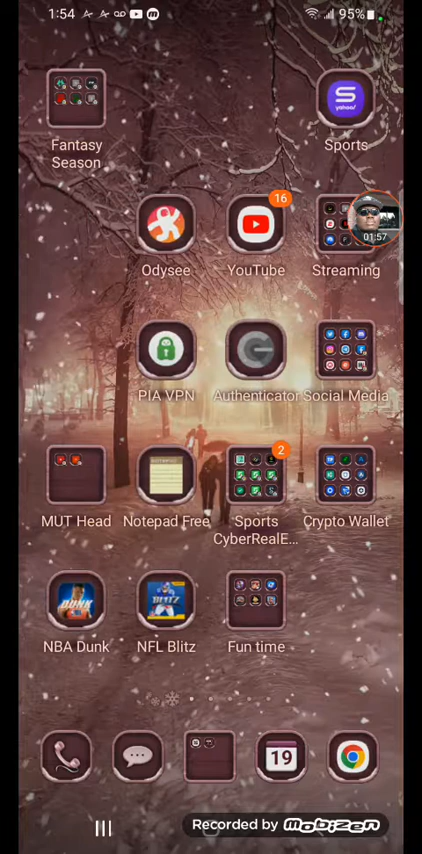 1:54
95%
Fantasy
Season
yahoo!
Sports
16
01:57
Odysee
YouTube
Streaming
PIA VPN
Authenticator
Social Media
2
MUT Head
Notepad Free
Sports
CyberRealE...
Crypto Wallet
DUNK
BLITZ
NBA Dunk
NFL Blitz
Fun time
19
Recorded by mobizen